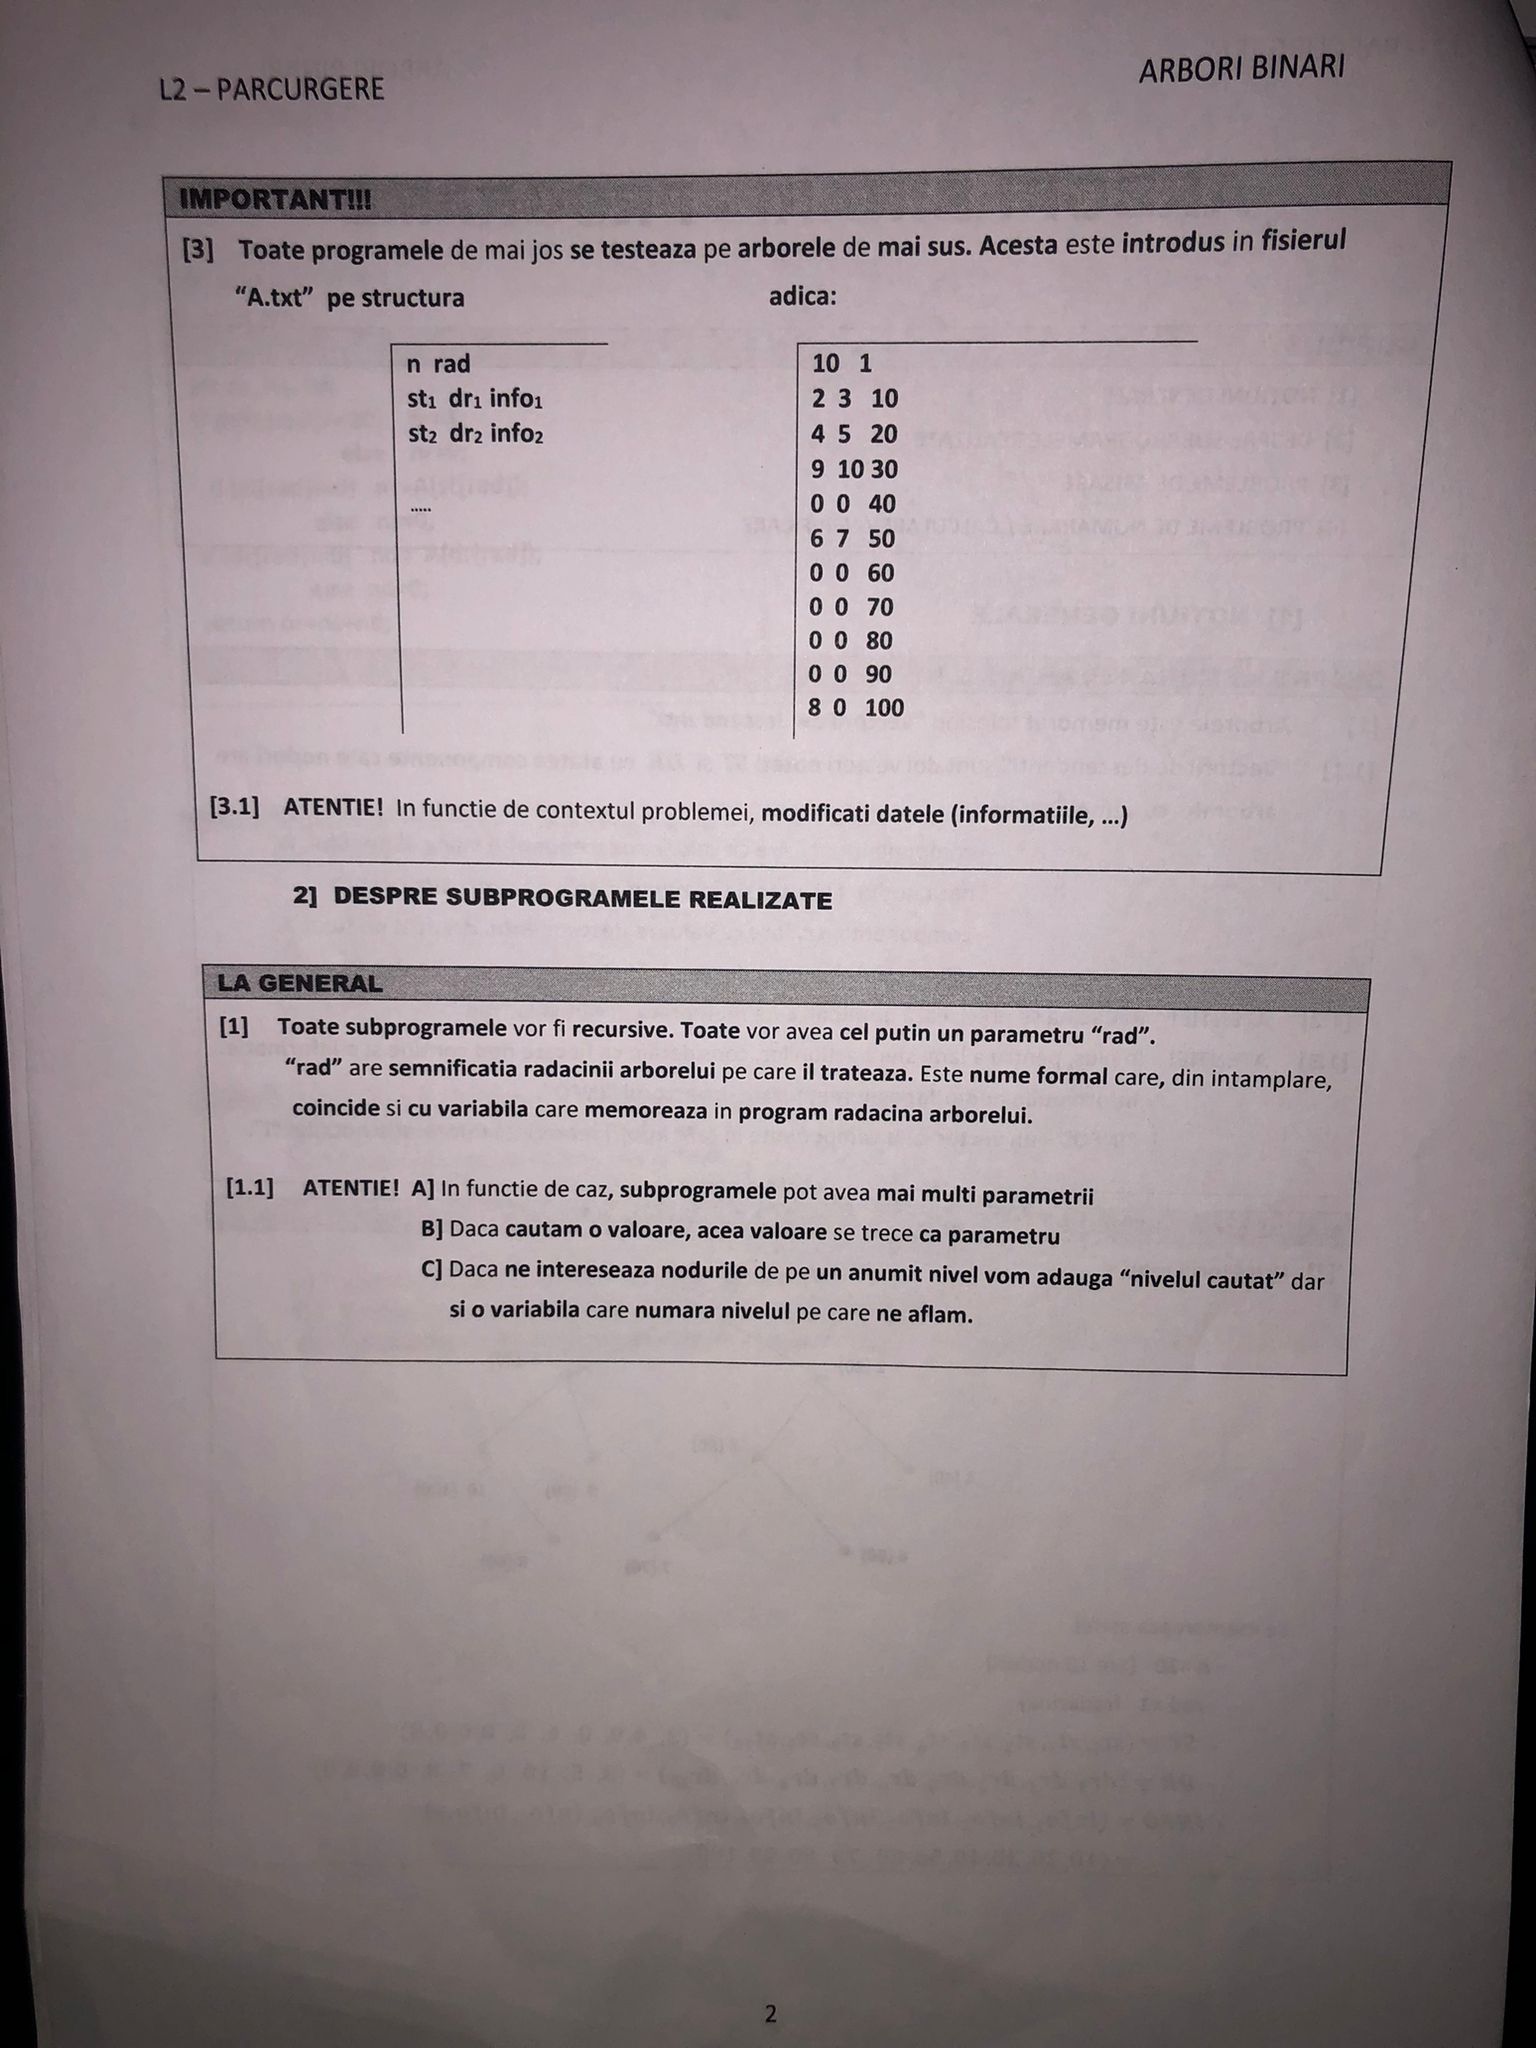 L2 – PARCURGERE
ARBORI BINARI
IMPORTANT!!!
[3] Toate programele de mai jos se testeaza pe arborele de mai sus. Acesta este introdus in fisierul
“A.txt” pe structura
adica:
n rad
st₁ dr₁ info₁
st₂ dr₂ info₂
.....
10 1
2 3 10
4 5 20
9 10 30
0 0 40
6 7 50
0 0 60
0 0 70
0 0 80
0 0 90
8 0 100
[3.1] ATENTIE! In functie de contextul problemei, modificati datele (informatiile, ...)
2] DESPRE SUBPROGRAMELE REALIZATE
LA GENERAL
[1] Toate subprogramele vor fi recursive. Toate vor avea cel putin un parametru “rad”.
“rad” are semnificatia radacinii arborelui pe care il trateaza. Este nume formal care, din intamplare,
coincide si cu variabila care memoreaza in program radacina arborelui.
[1.1] ATENTIE! A] In functie de caz, subprogramele pot avea mai multi parametrii
B] Daca cautam o valoare, acea valoare se trece ca parametru
C] Daca ne intereseaza nodurile de pe un anumit nivel vom adauga “nivelul cautat” dar
si o variabila care numara nivelul pe care ne aflam.
2